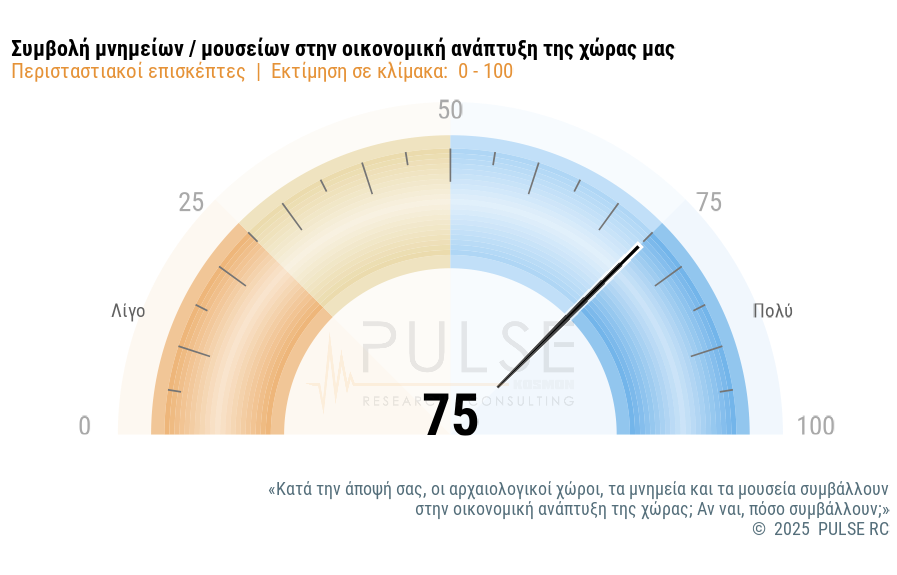 Συμβολή μνημείων / μουσείων στην οικονομική ανάπτυξη της χώρας μας
Περιστασιακοί επισκέπτες | Εκτίμηση σε κλίμακα: 0 - 100
50
25
75
Λίγο
Πολύ
PULSE
RESEARCH CONSULTING
75
0
100
«Κατά την άποψή σας, οι αρχαιολογικοί χώροι, τα μνημεία και τα μουσεία συμβάλλουν
στην οικονομική ανάπτυξη της χώρας; Αν ναι, πόσο συμβάλλουν;»
© 2025 PULSE RC